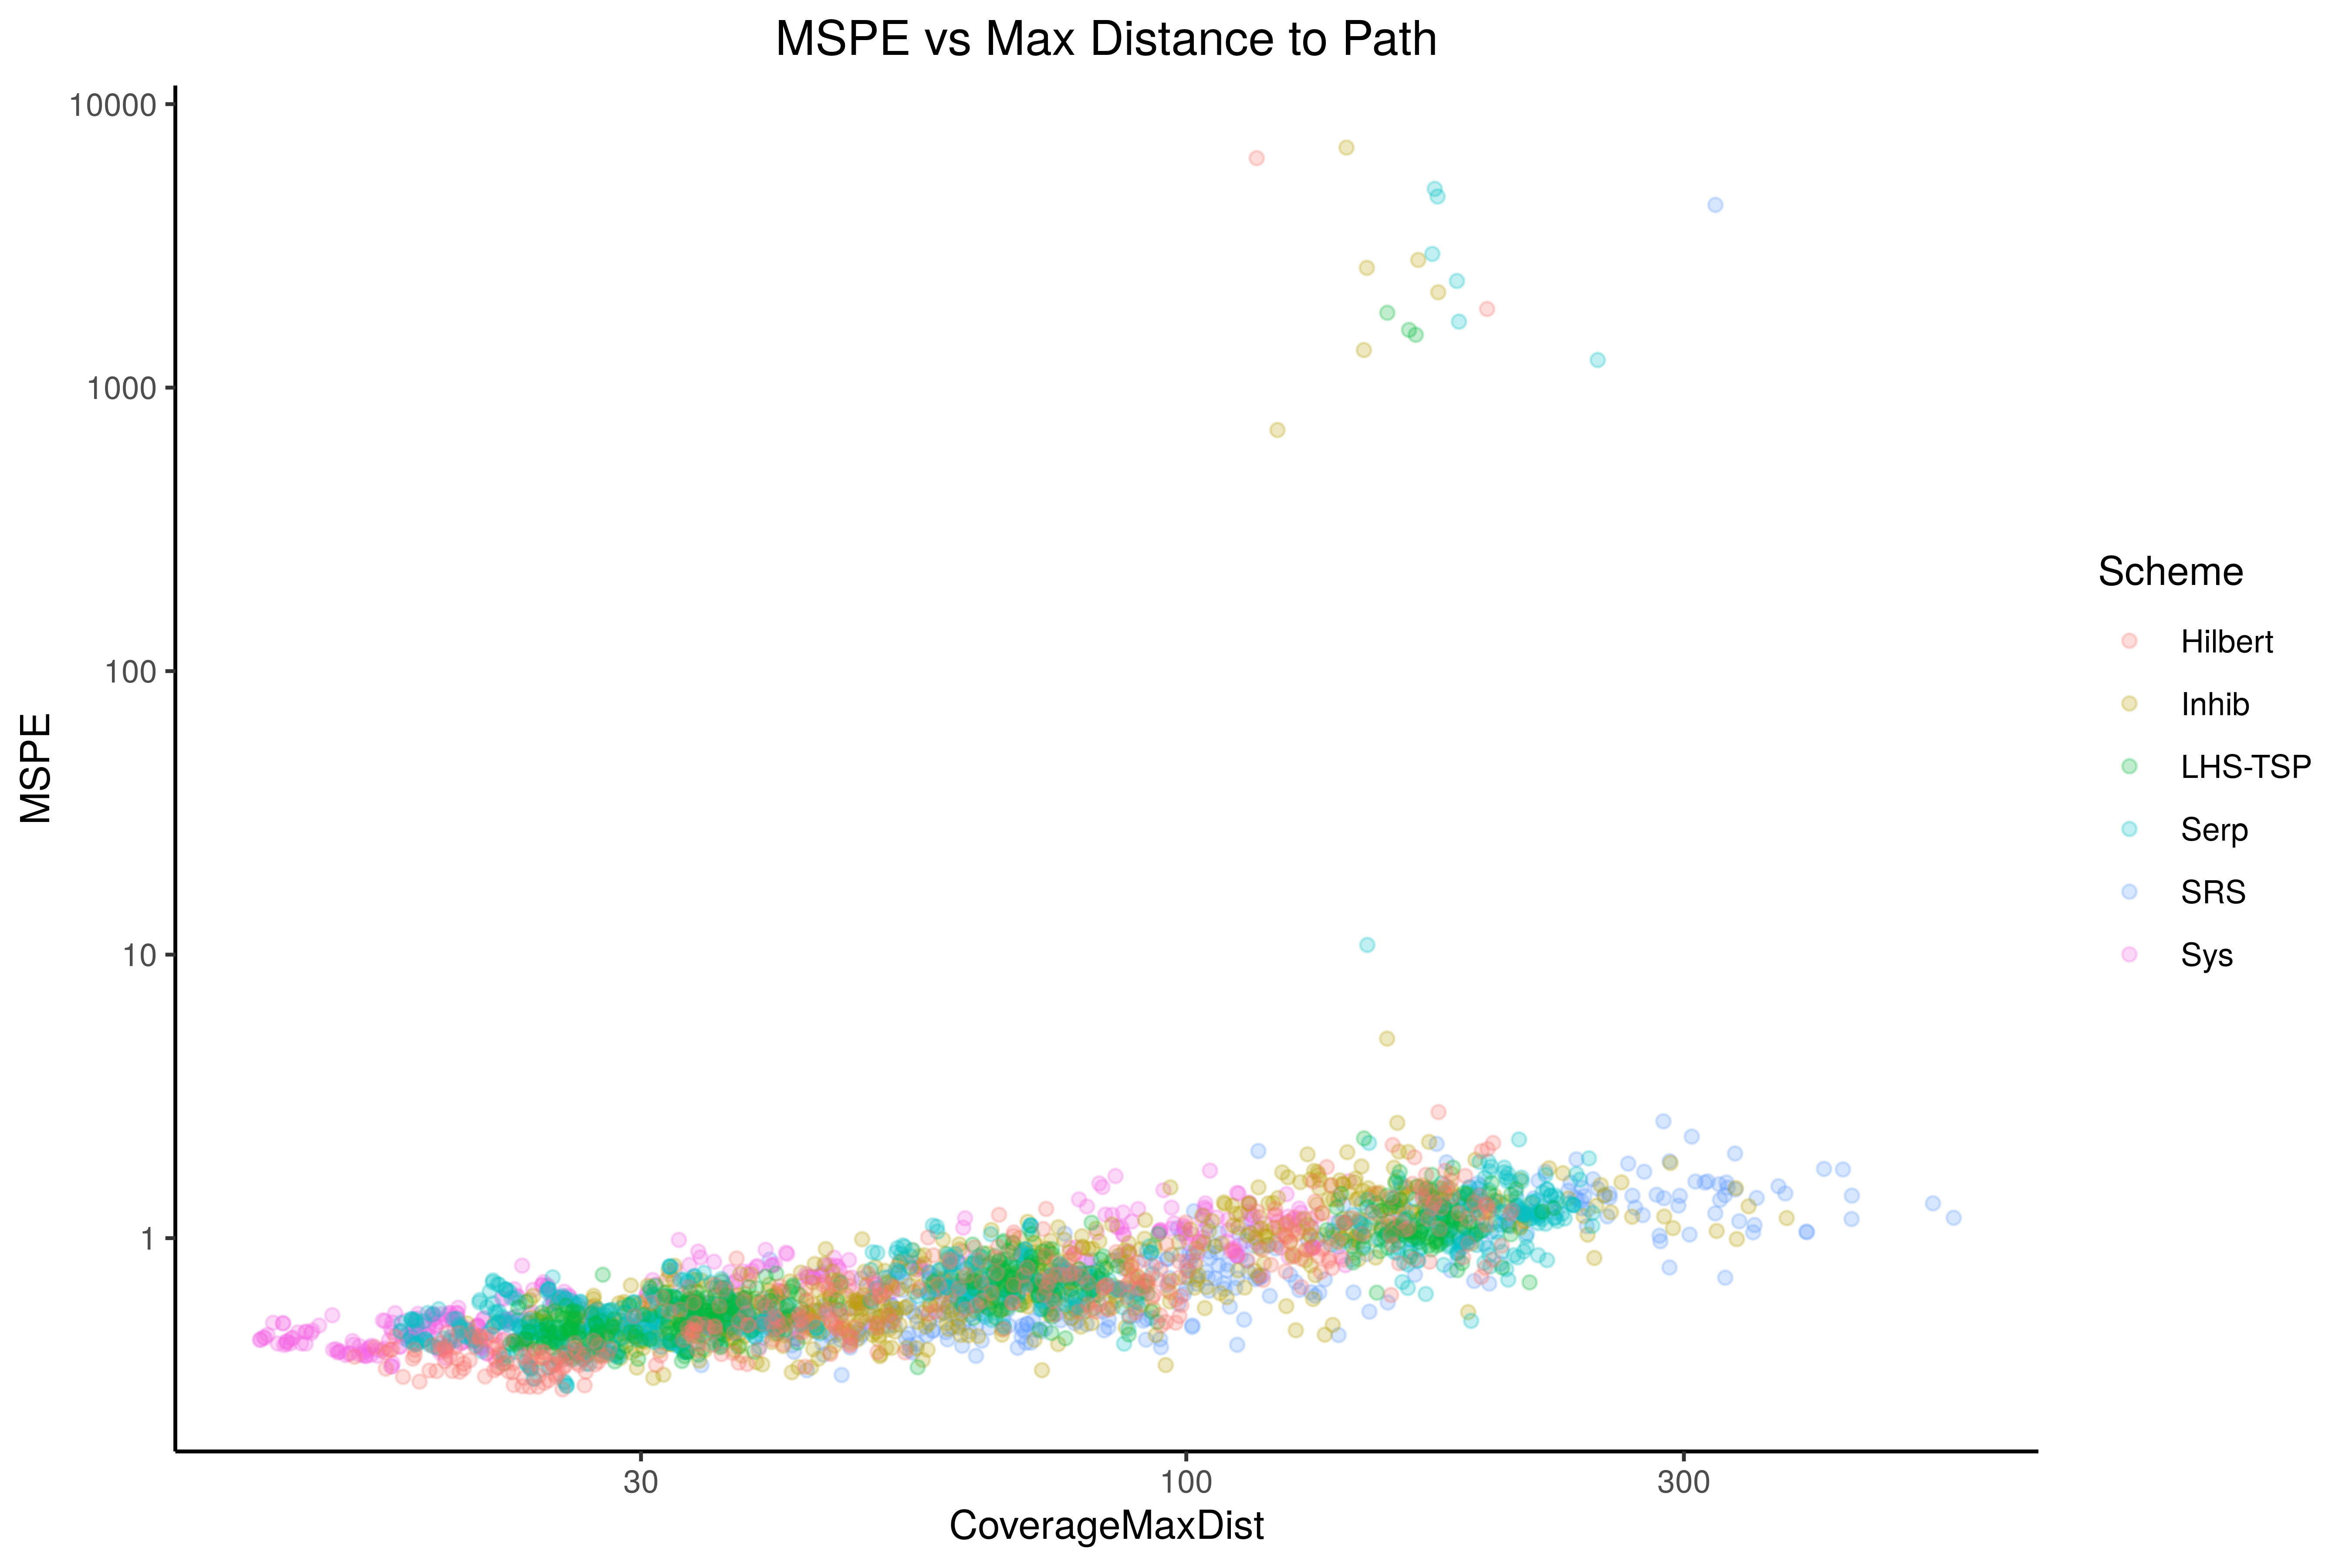 MSPE vs Max Distance to Path
10000
1000
100
10
1
MSPE
30
100
300
CoverageMaxDist
Scheme
Hilbert
Inhib
LHS-TSP
Serp
SRS
Sys